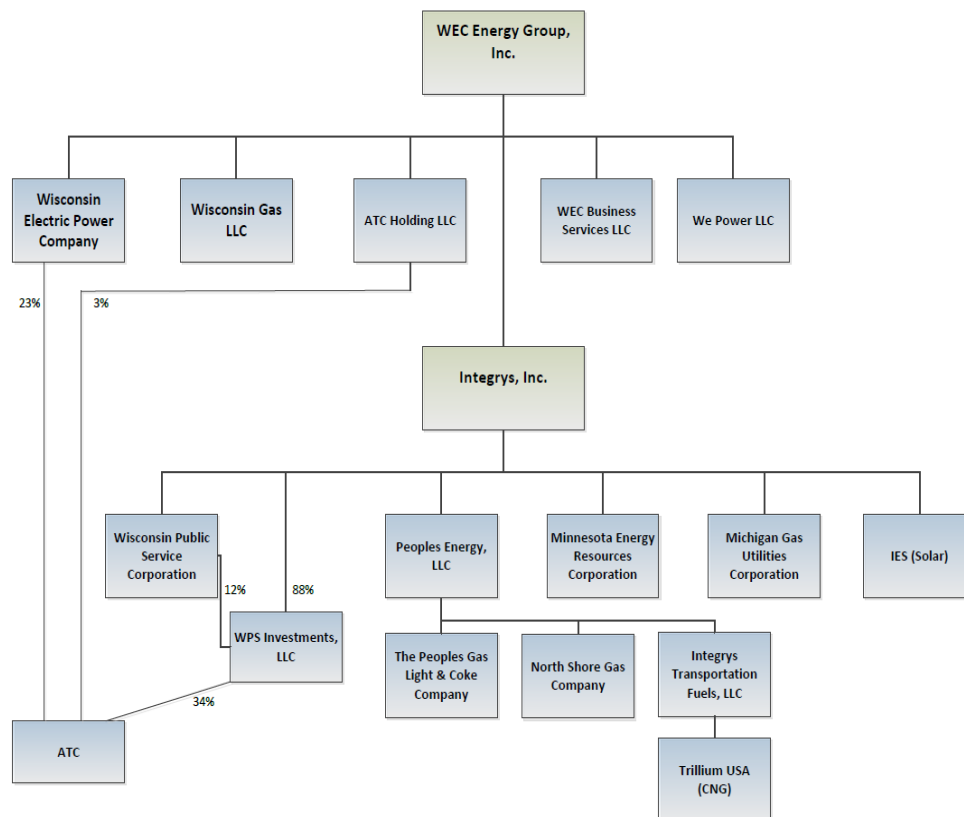 WEC Energy Group,
Inc.
Wisconsin
Electric Power
Company
Wisconsin Gas
LLC
ATC Holding LLC
WEC Business
Services LLC
We Power LLC
23%
3%
Integrys, Inc.
Wisconsin Public
Service
Corporation
Peoples Energy,
LLC
Minnesota Energy
Resources
Corporation
Michigan Gas
Utilities
Corporation
IES (Solar)
12%
88%
WPS Investments,
LLC
The Peoples Gas
Light & Coke
Company
North Shore Gas
Company
Integrys
Transportation
Fuels, LLC
34%
ATC
Trillium USA
(CNG)